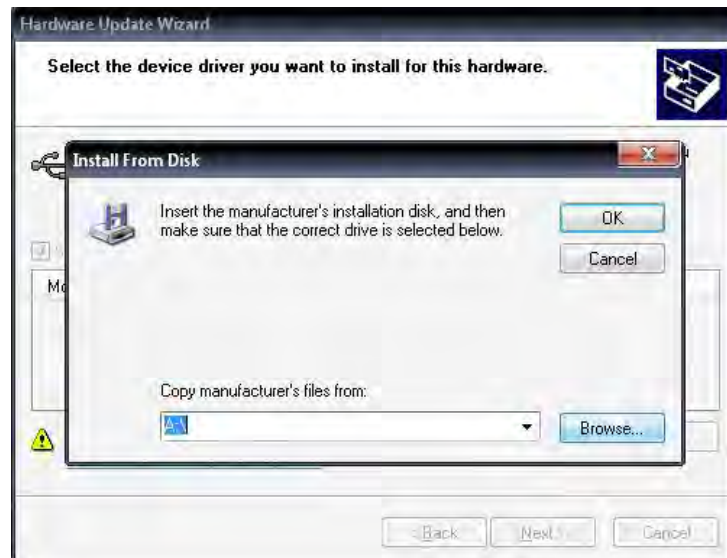 Hardware Update Wizard
Select the device driver you want to install for this hardware.
Install From Disk
Insert the manufacturer's installation disk, and then
make sure that the correct drive is selected below.
OK
Cancel
Mo
Copy manufacturer's files from:
A:\
Browse...
< Back
Next >
Cancel